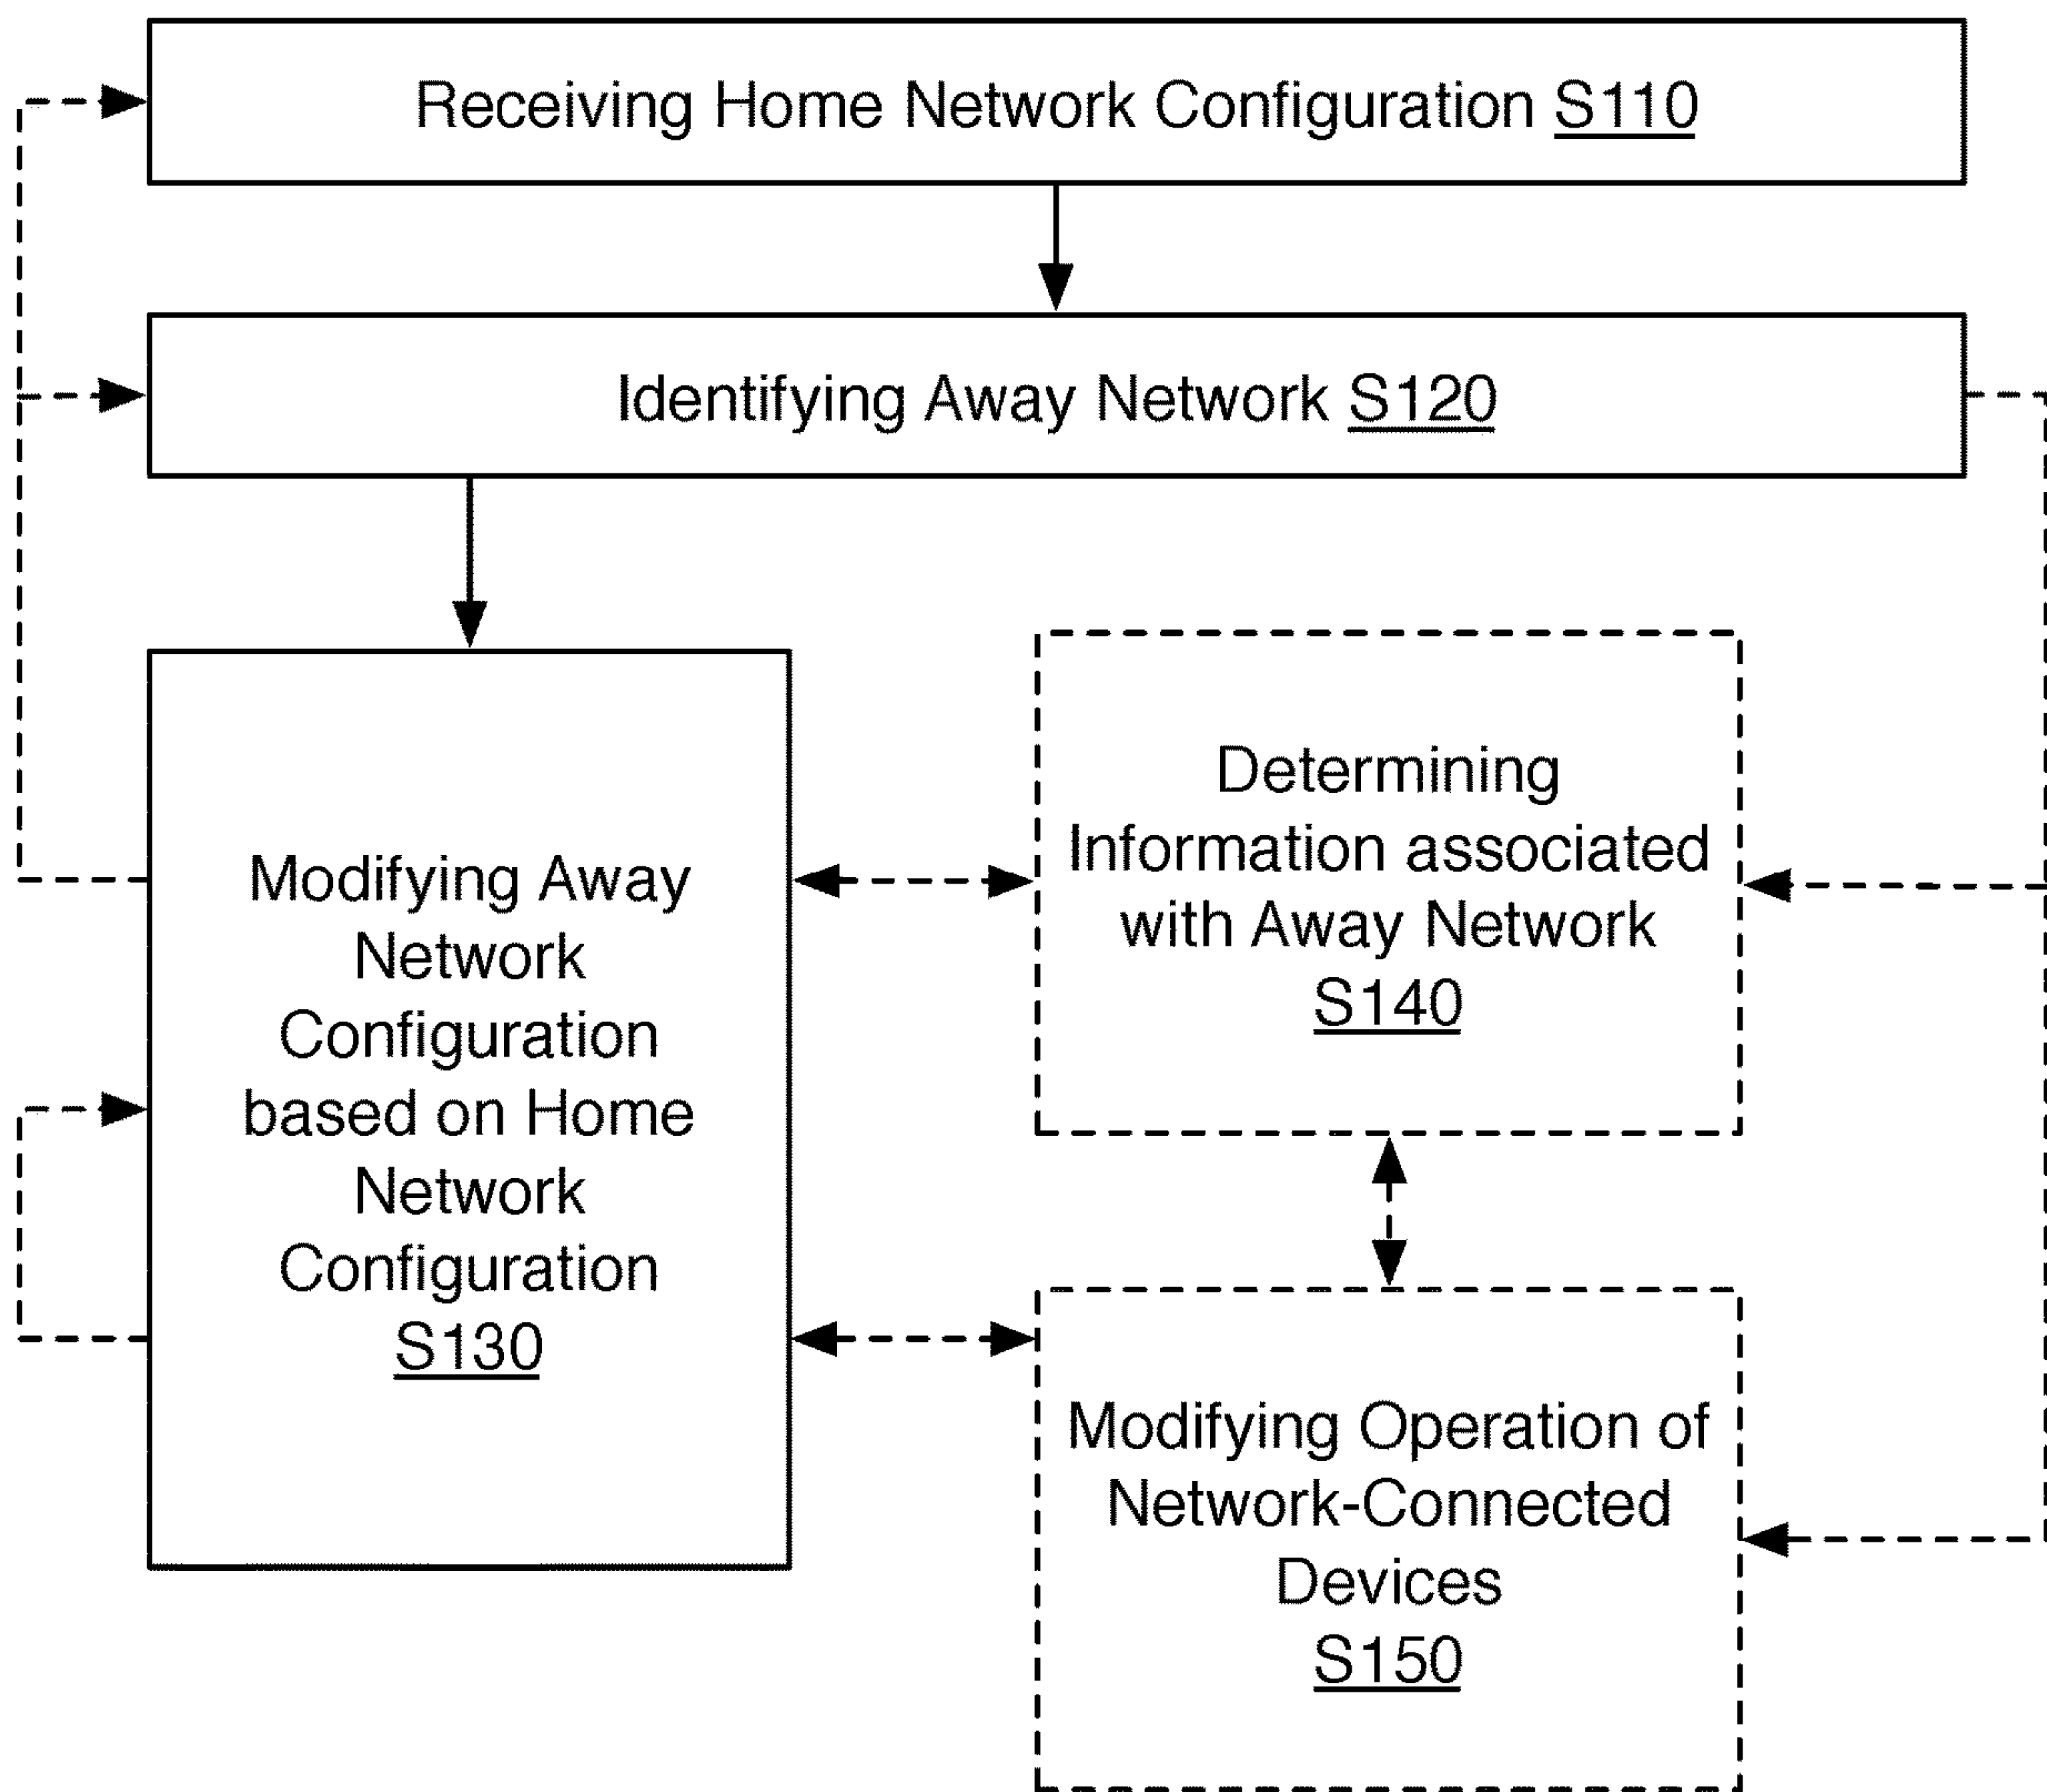 Receiving Home Network Configuration S110
Identifying Away Network S120
Modifying Away
Network
Configuration
based on Home
Network
Configuration
S130
Determining
Information associated
with Away Network
S140
Modifying Operation of
Network-Connected
Devices
S150